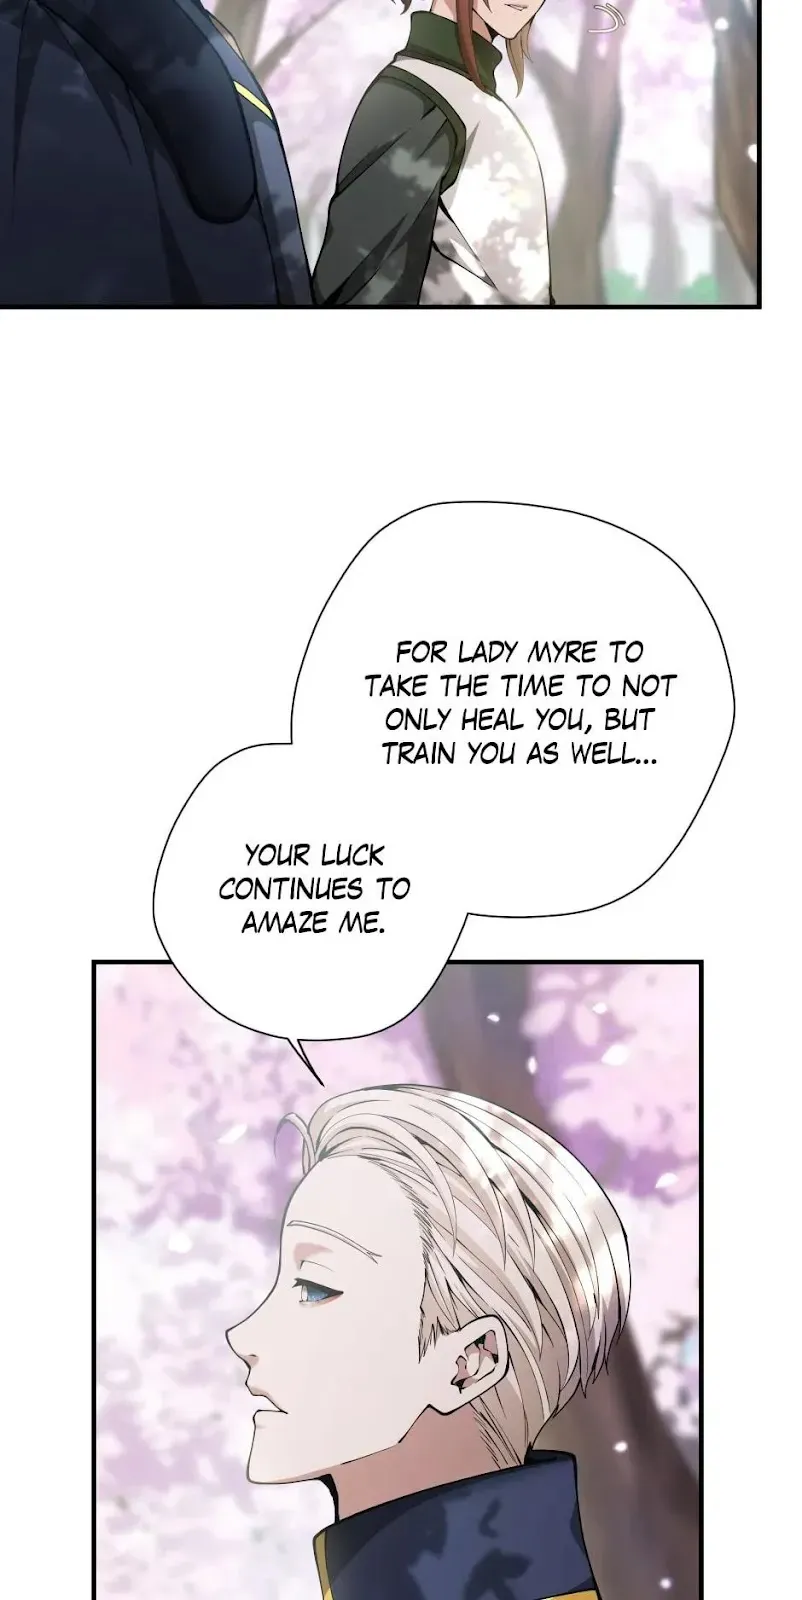 FOR LADY MYRE TO
TAKE THE TIME TO NOT
ONLY HEAL YOU, BUT
TRAIN YOU AS WELL...
YOUR LUCK
CONTINUES TO
AMAZE ME.